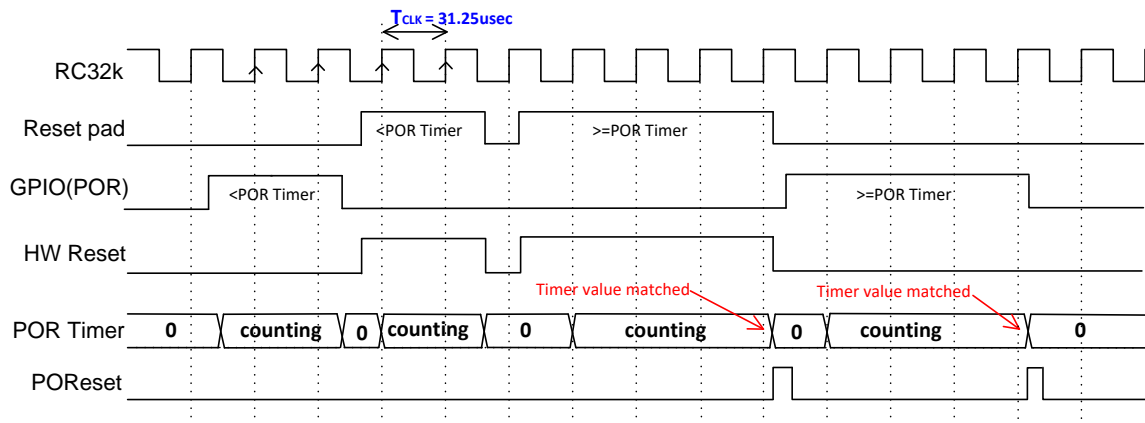 TCLK = 31.25usec
RC32k
Reset pad
<POR Timer
>=POR Timer
GPIO(POR)
<POR Timer
>=POR Timer
HW Reset
Timer value matched
Timer value matched
POR Timer
0
counting
0
counting
0
counting
0
counting
0
POReset